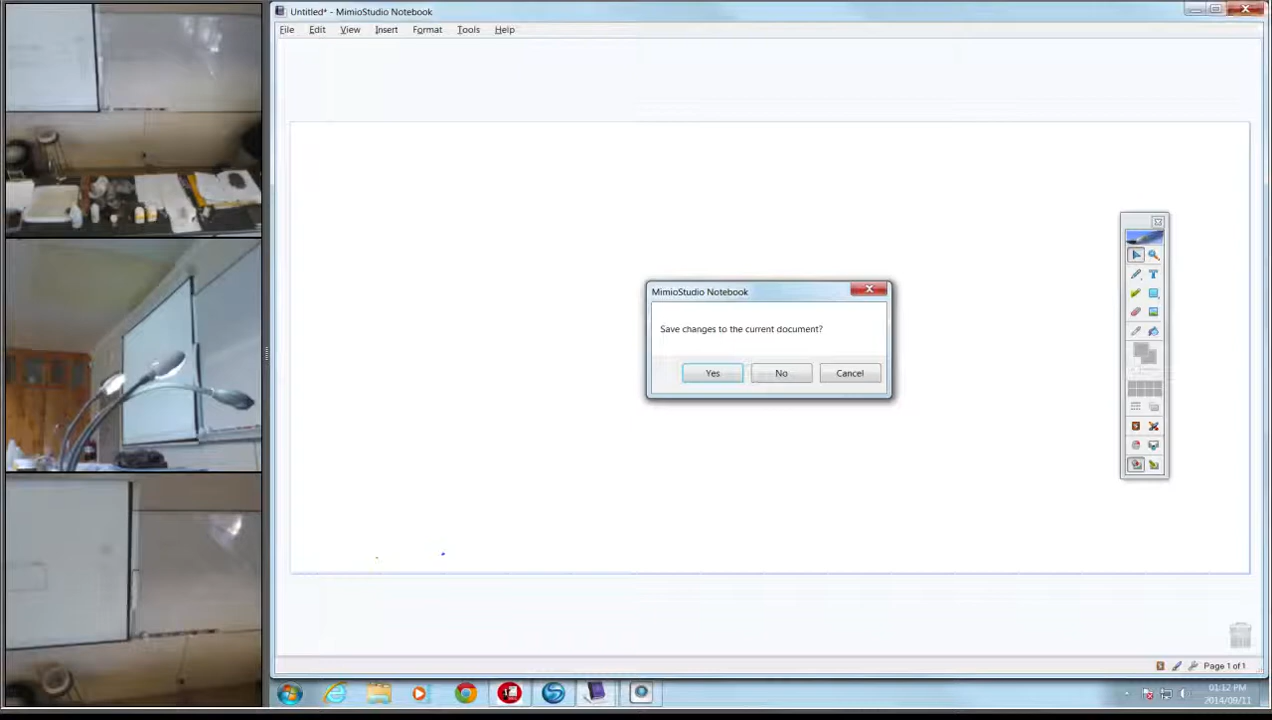 Untitled* - MimioStudio Notebook
File Edit View Insert Format Tools Help
MimioStudio Notebook
Save changes to the current document?
Yes No Cancel
Page 1 of 1
01:12 PM
2014/09/11